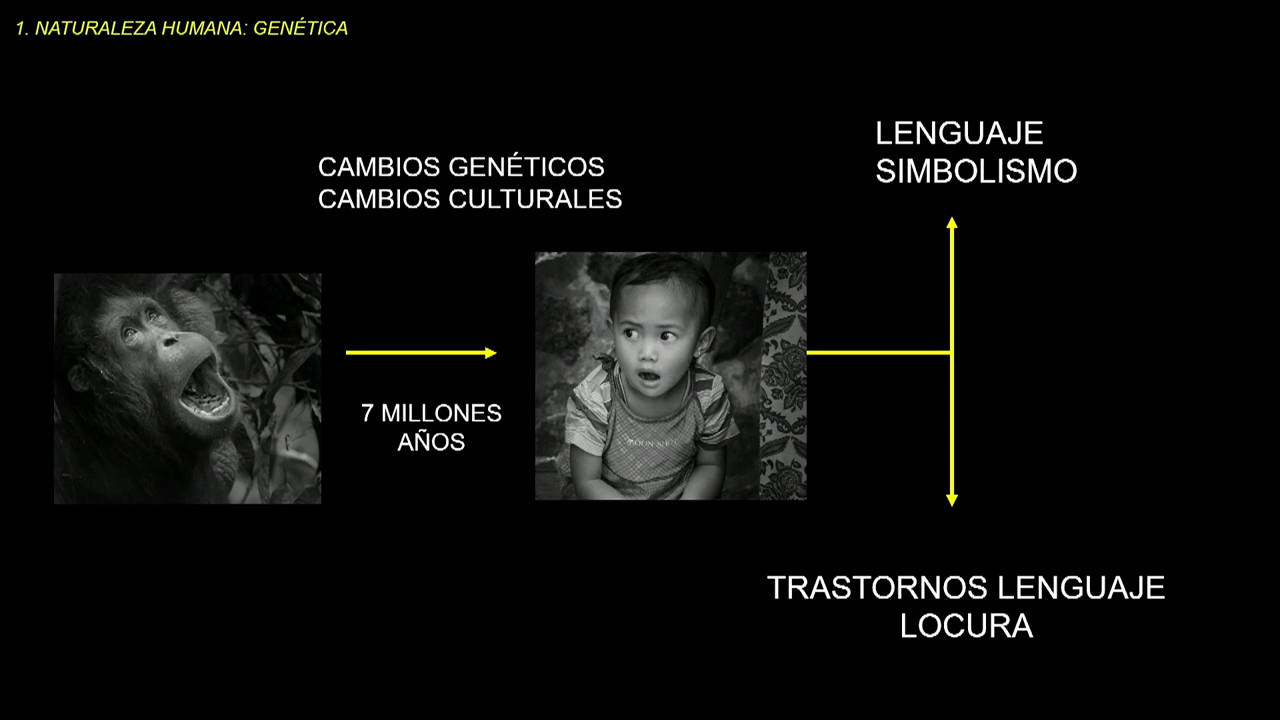 1. NATURALEZA HUMANA: GENÉTICA
CAMBIOS GENÉTICOS
CAMBIOS CULTURALES
LENGUAJE
SIMBOLISMO
7 MILLONES
AÑOS
TRASTORNOS LENGUAJE
LOCURA